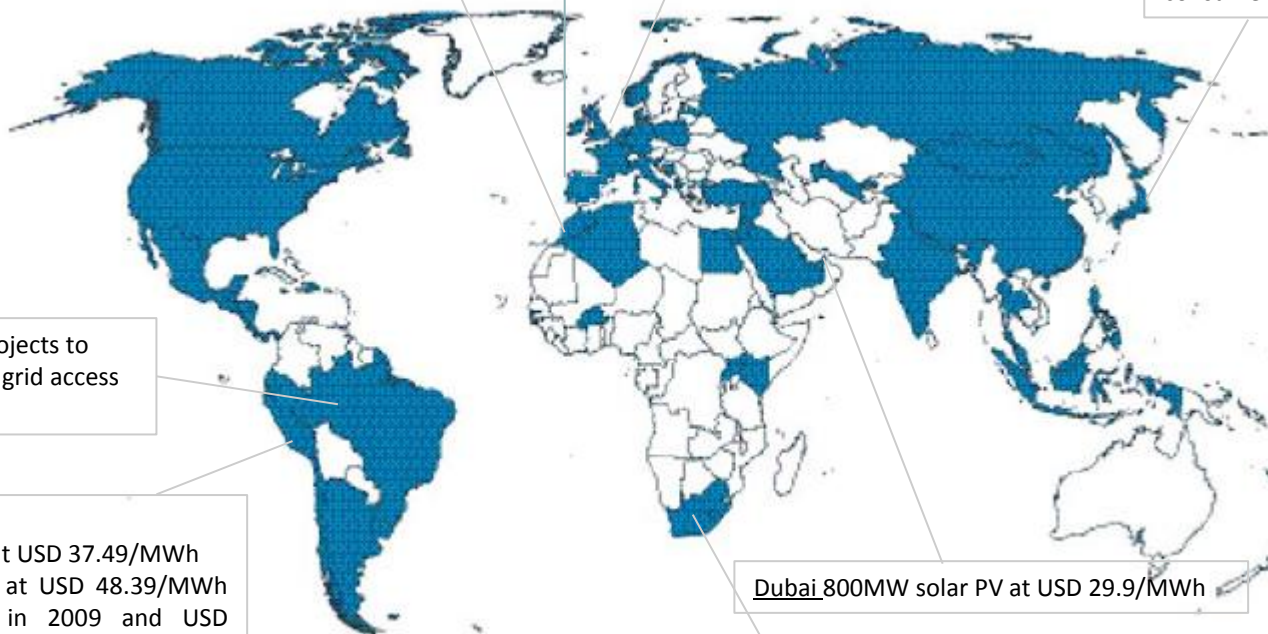 ojects to
grid access
t USD 37.49/MWh
at USD 48.39/MWh
in 2009 and USD
Dubai 800MW solar PV at USD 29.9/MWh